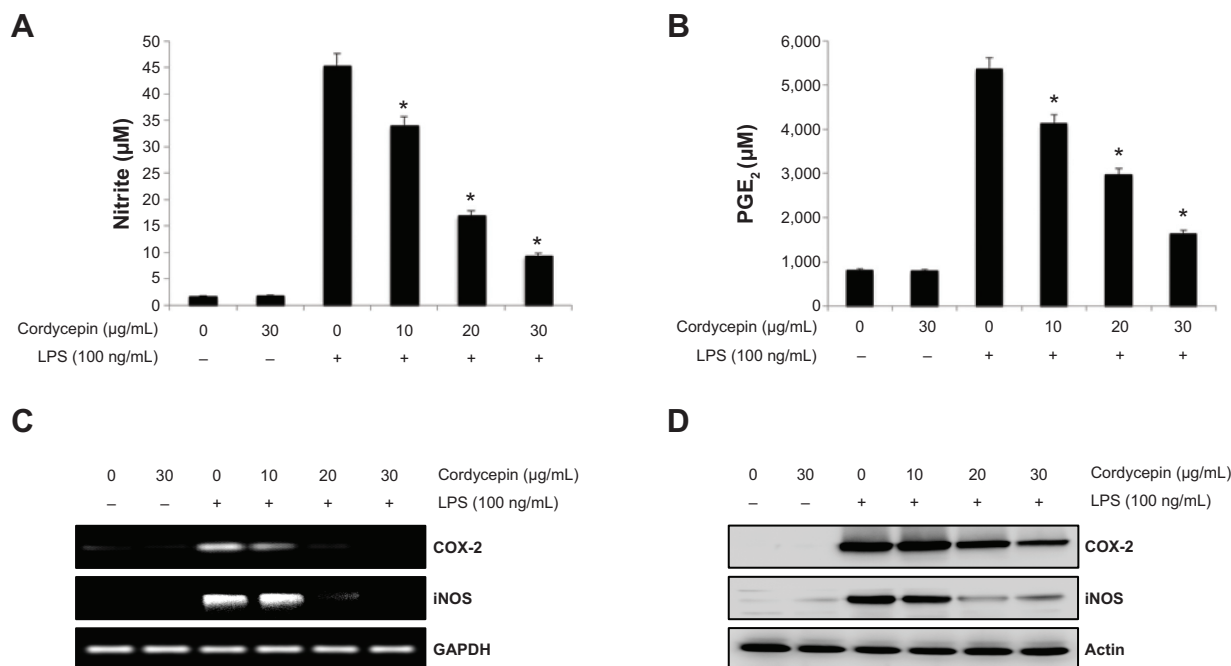 A
50
45
40
35
30
25
20
15
10
5
0
Nitrite (µM)
*
*
*
Cordycepin (µg/mL) 0 30 0 10 20 30
LPS (100 ng/mL) – – + + + +
B
6,000
5,000
4,000
3,000
2,000
1,000
0
PGE₂ (µM)
*
*
*
Cordycepin (µg/mL) 0 30 0 10 20 30
LPS (100 ng/mL) – – + + + +
C
0 30 0 10 20 30 Cordycepin (µg/mL)
– – + + + + LPS (100 ng/mL)
COX-2
iNOS
GAPDH
D
0 30 0 10 20 30 Cordycepin (µg/mL)
– – + + + + LPS (100 ng/mL)
COX-2
iNOS
Actin